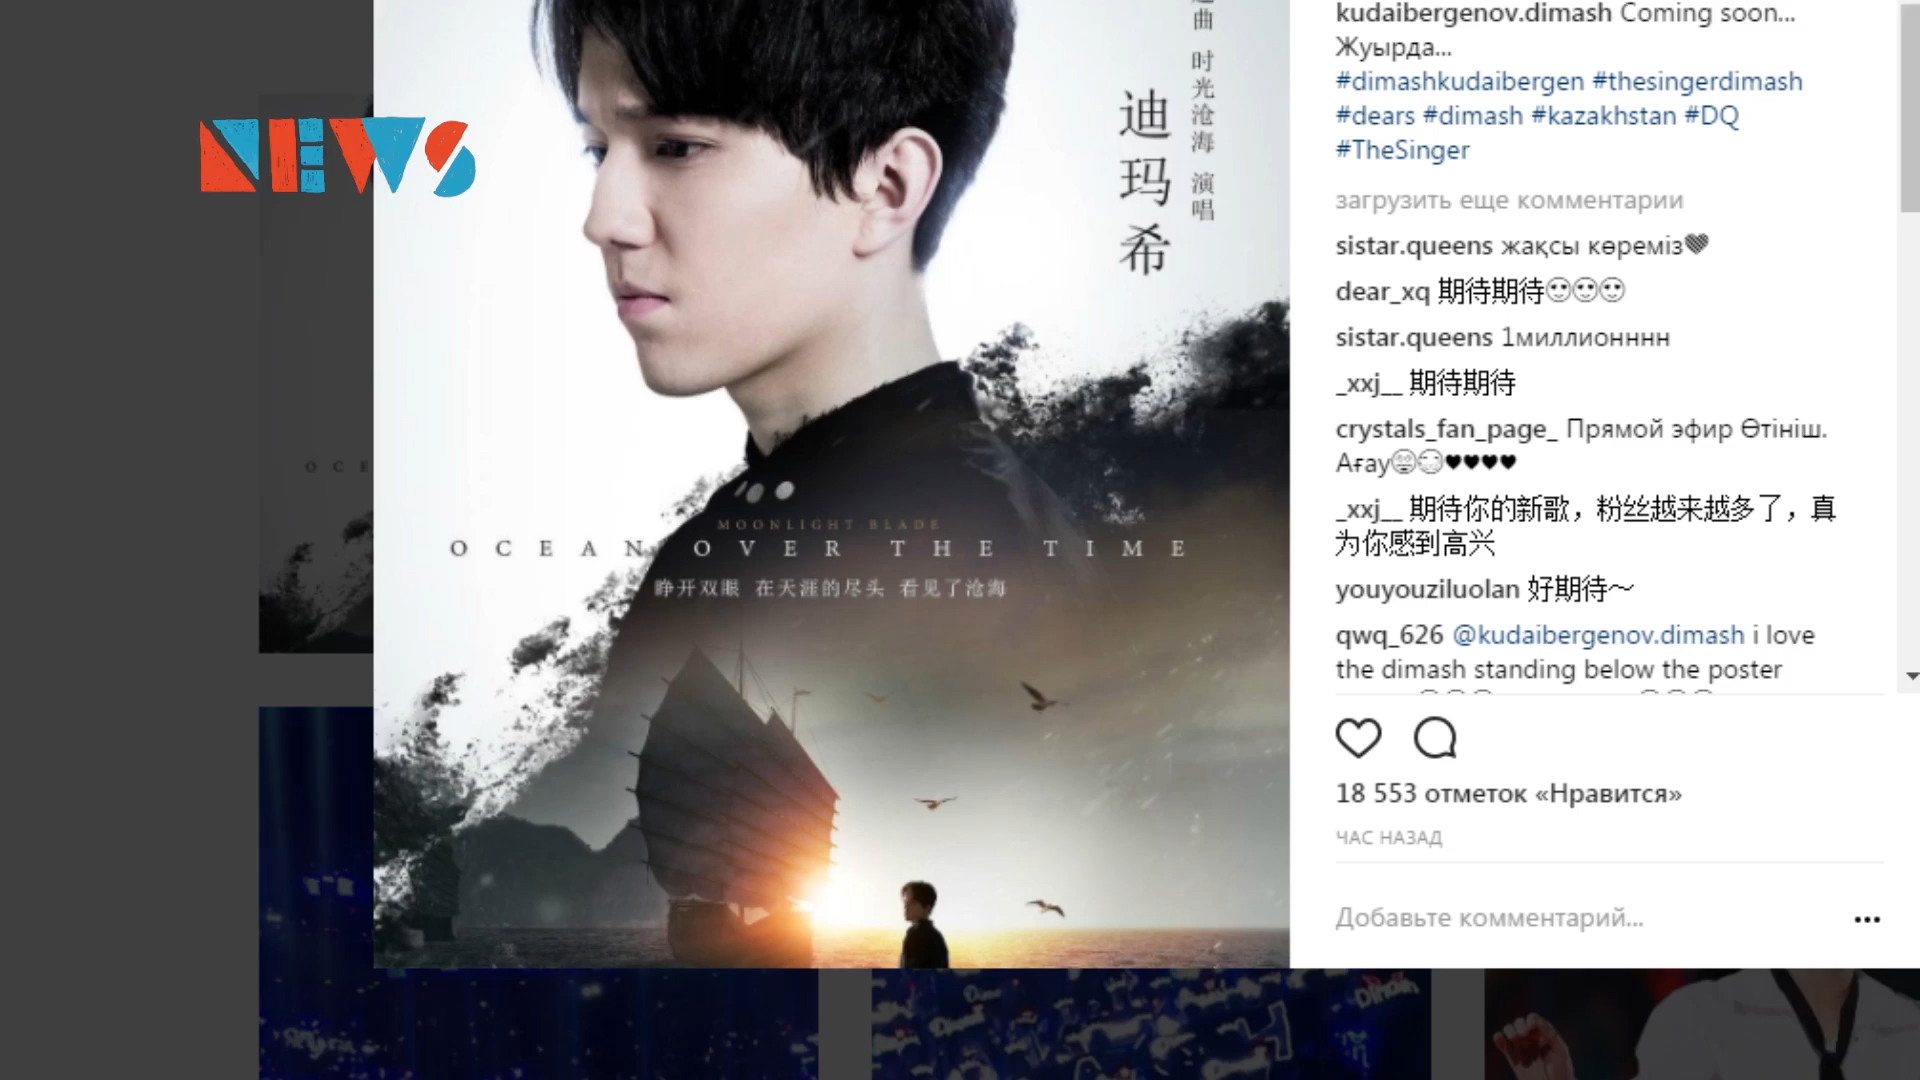 NEWS
曲 时光沧海 演唱
迪玛希
MOONLIGHT BLADE
OCEAN OVER THE TIME
睁开双眼 在天涯的尽头 看见了沧海
OCE
kudaibergenov.dimash Coming soon...
Жуырда...
#dimashkudaibergen #thesingerdimash
#dears #dimash #kazakhstan #DQ
#TheSinger
загрузить еще комментарии
sistar.queens жақсы көреміз
dear_xq 期待期待
sistar.queens 1миллионннн
_xxj__ 期待期待
crystals_fan_page_ Прямой эфир Өтініш.
Ағау
_xxj__ 期待你的新歌，粉丝越来越多了，真
为你感到高兴
youyouziluolan 好期待～
qwq_626 @kudaibergenov.dimash i love
the dimash standing below the poster
18 553 отметок «Нравится»
ЧАС НАЗАД
Добавьте комментарий...
Dimash